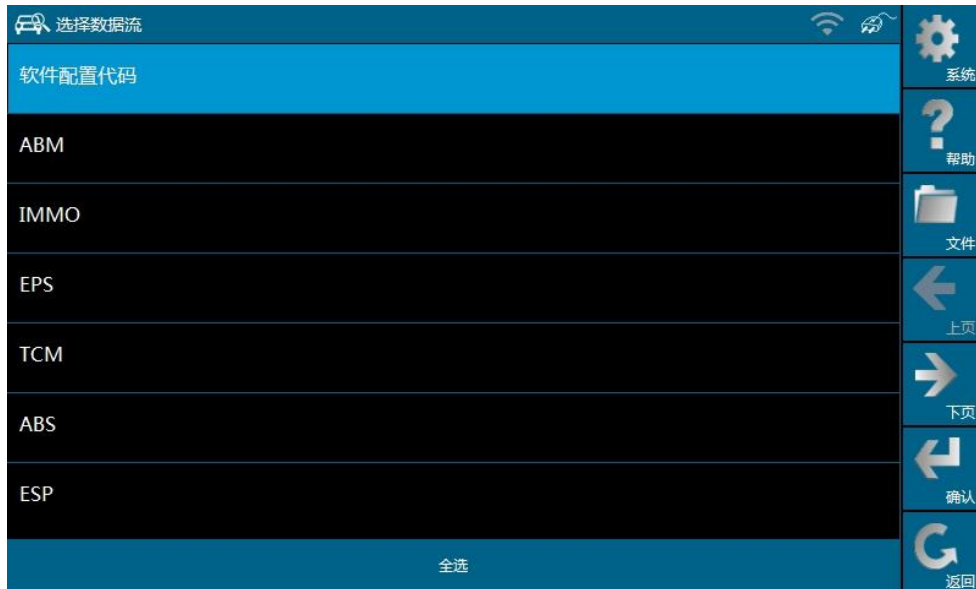 选择数据流
软件配置代码
ABM
IMMO
EPS
TCM
ABS
ESP
全选
系统
帮助
文件
上页
下页
确认
返回